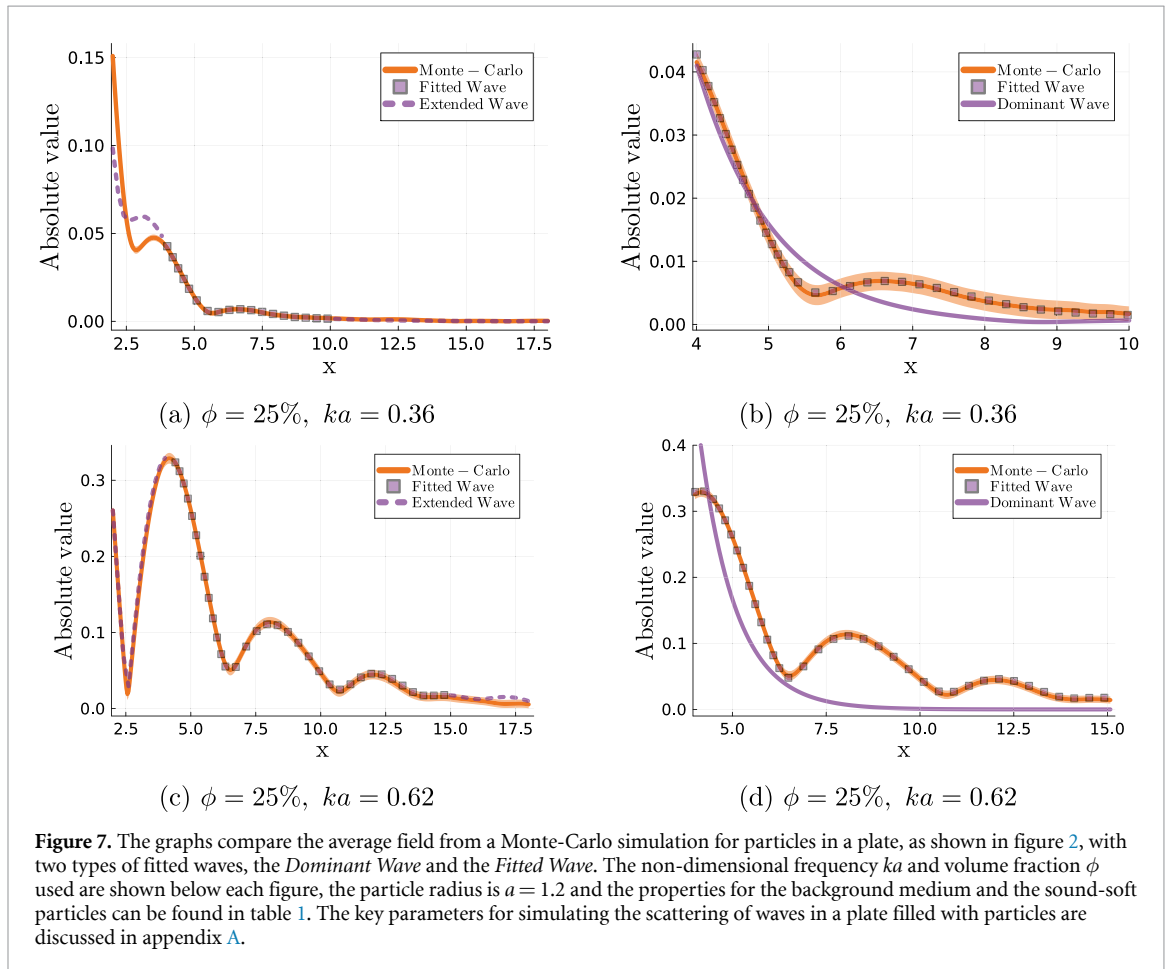 0.15
0.10
0.05
0.00
Absolute value
Monte – Carlo
Fitted Wave
Extended Wave
2.5 5.0 7.5 10.0 12.5 15.0 17.5
x
(a) ϕ = 25%, ka = 0.36
0.04
0.03
0.02
0.01
0.00
Absolute value
Monte – Carlo
Fitted Wave
Dominant Wave
4 5 6 7 8 9 10
x
(b) ϕ = 25%, ka = 0.36
0.3
0.2
0.1
0.0
Absolute value
Monte – Carlo
Fitted Wave
Extended Wave
2.5 5.0 7.5 10.0 12.5 15.0 17.5
x
(c) ϕ = 25%, ka = 0.62
0.4
0.3
0.2
0.1
0.0
Absolute value
Monte – Carlo
Fitted Wave
Dominant Wave
5.0 7.5 10.0 12.5 15.0
x
(d) ϕ = 25%, ka = 0.62
Figure 7. The graphs compare the average field from a Monte-Carlo simulation for particles in a plate, as shown in figure 2, with
two types of fitted waves, the Dominant Wave and the Fitted Wave. The non-dimensional frequency ka and volume fraction ϕ
used are shown below each figure, the particle radius is a = 1.2 and the properties for the background medium and the sound-soft
particles can be found in table 1. The key parameters for simulating the scattering of waves in a plate filled with particles are
discussed in appendix A.